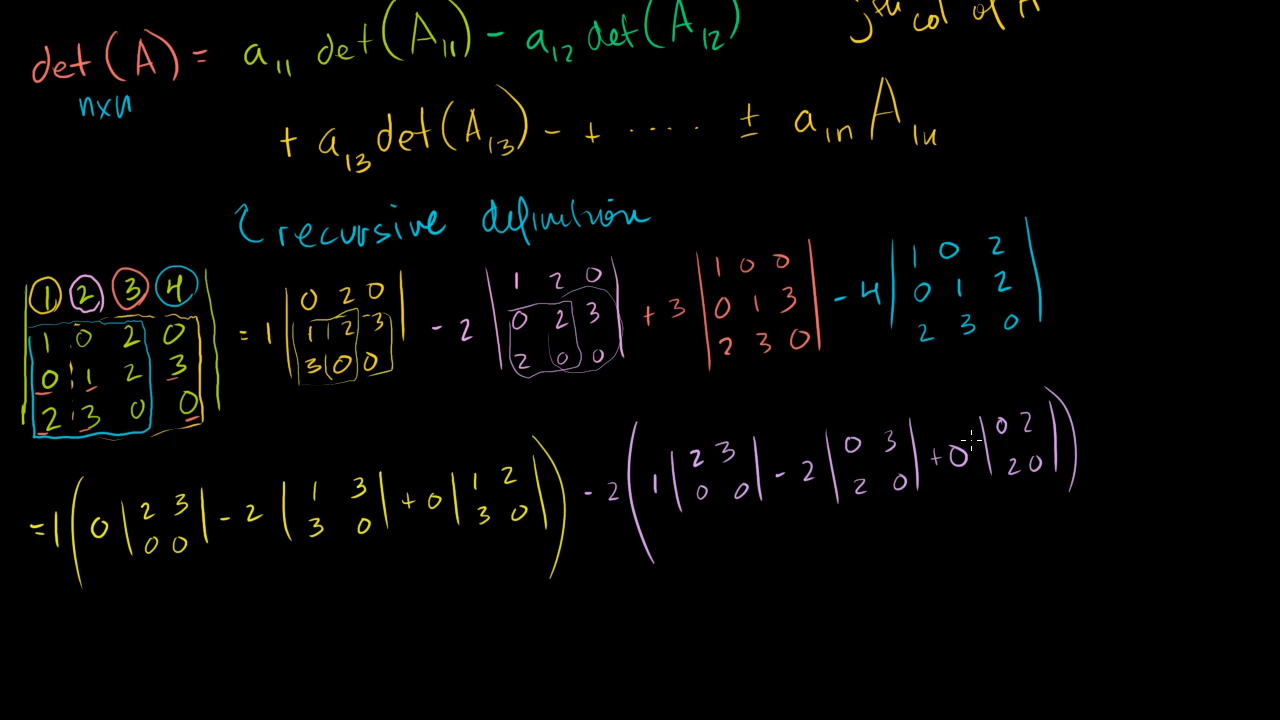 jth col of A
det(A) = a11 det(A11) - a12 det(A12)
nxn
+ a13 det(A13) - + ..... ± a1n A1n
recursive definition
|1 2 3 4| = 1 |0 2 0| - 2 |1 2 0| + 3 |1 0 0| - 4 |1 0 2|
|1 0 2 0| |1 2 3| |0 2 3| |0 1 3| |0 1 2|
|0 1 2 3| |3 0 0| |2 0 0| |2 3 0| |2 3 0|
|2 3 0 0|
= 1 (0 |2 3| - 2 |1 3| + 0 |1 2|) - 2 (1 |2 3| - 2 |0 3| + 0 |0 2|)
|0 0| |3 0| |3 0| |0 0| |2 0| |2 0|